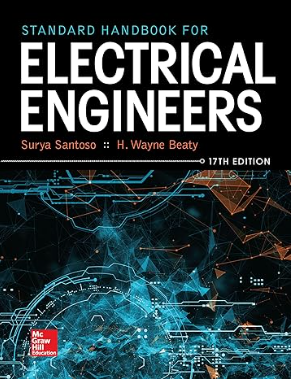 STANDARD HANDBOOK FOR
ELECTRICAL
ENGINEERS
Surya Santoso :: H. Wayne Beaty
17TH EDITION
Mc
Graw
Hill
Education